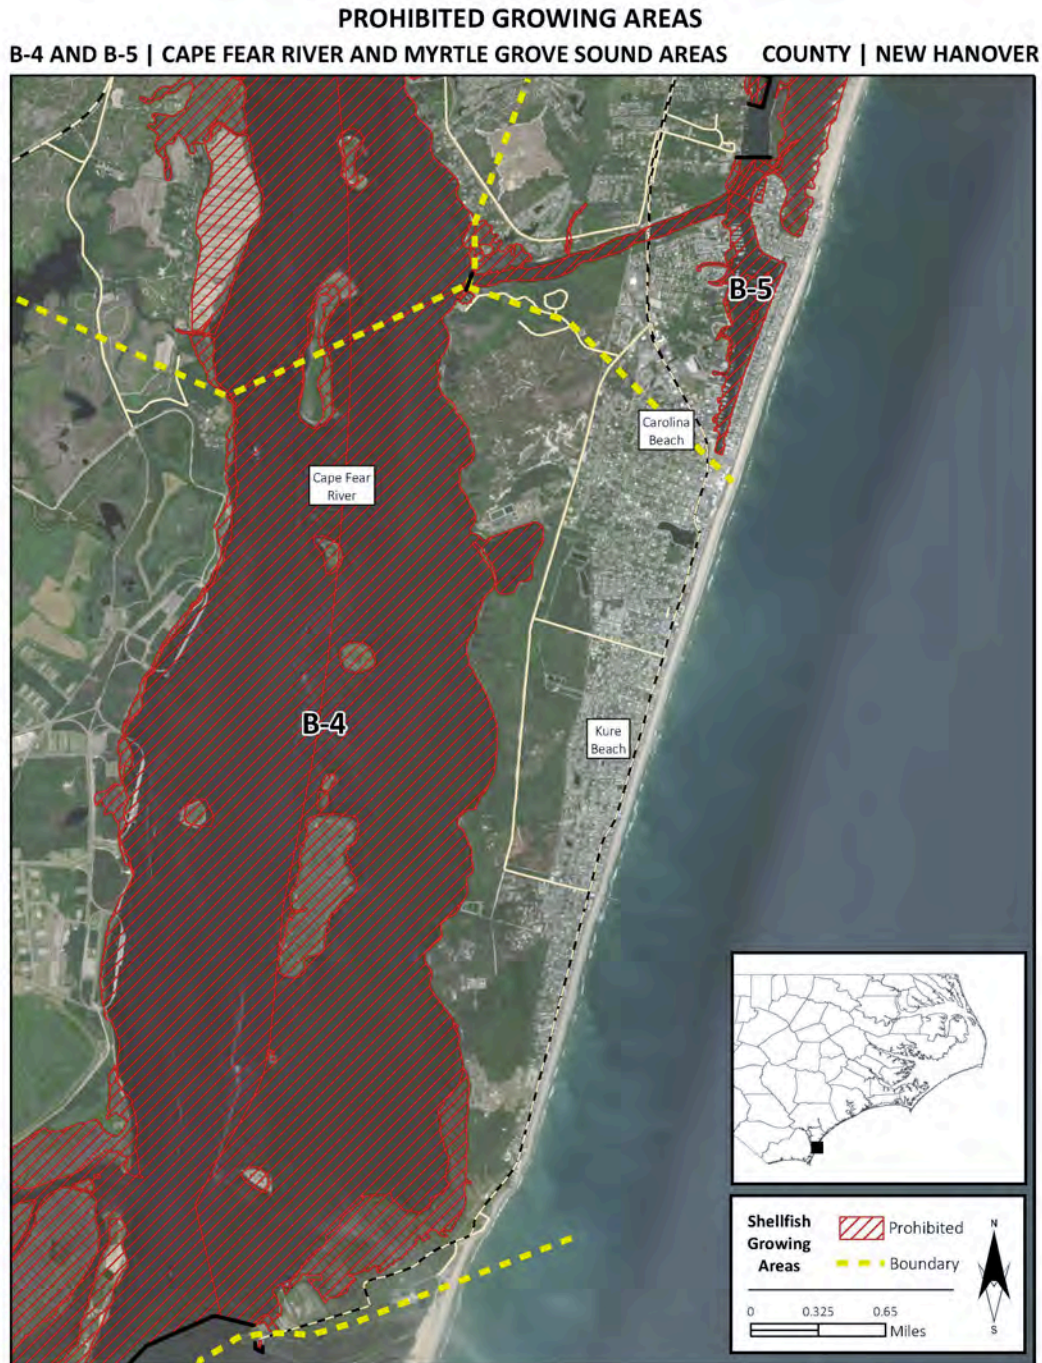 PROHIBITED GROWING AREAS
B-4 AND B-5 | CAPE FEAR RIVER AND MYRTLE GROVE SOUND AREAS COUNTY | NEW HANOVER
B-5
Carolina
Beach
Cape Fear
River
B-4
Kure
Beach
Shellfish
Growing
Areas
Prohibited
Boundary
N
S
0 0.325 0.65
Miles